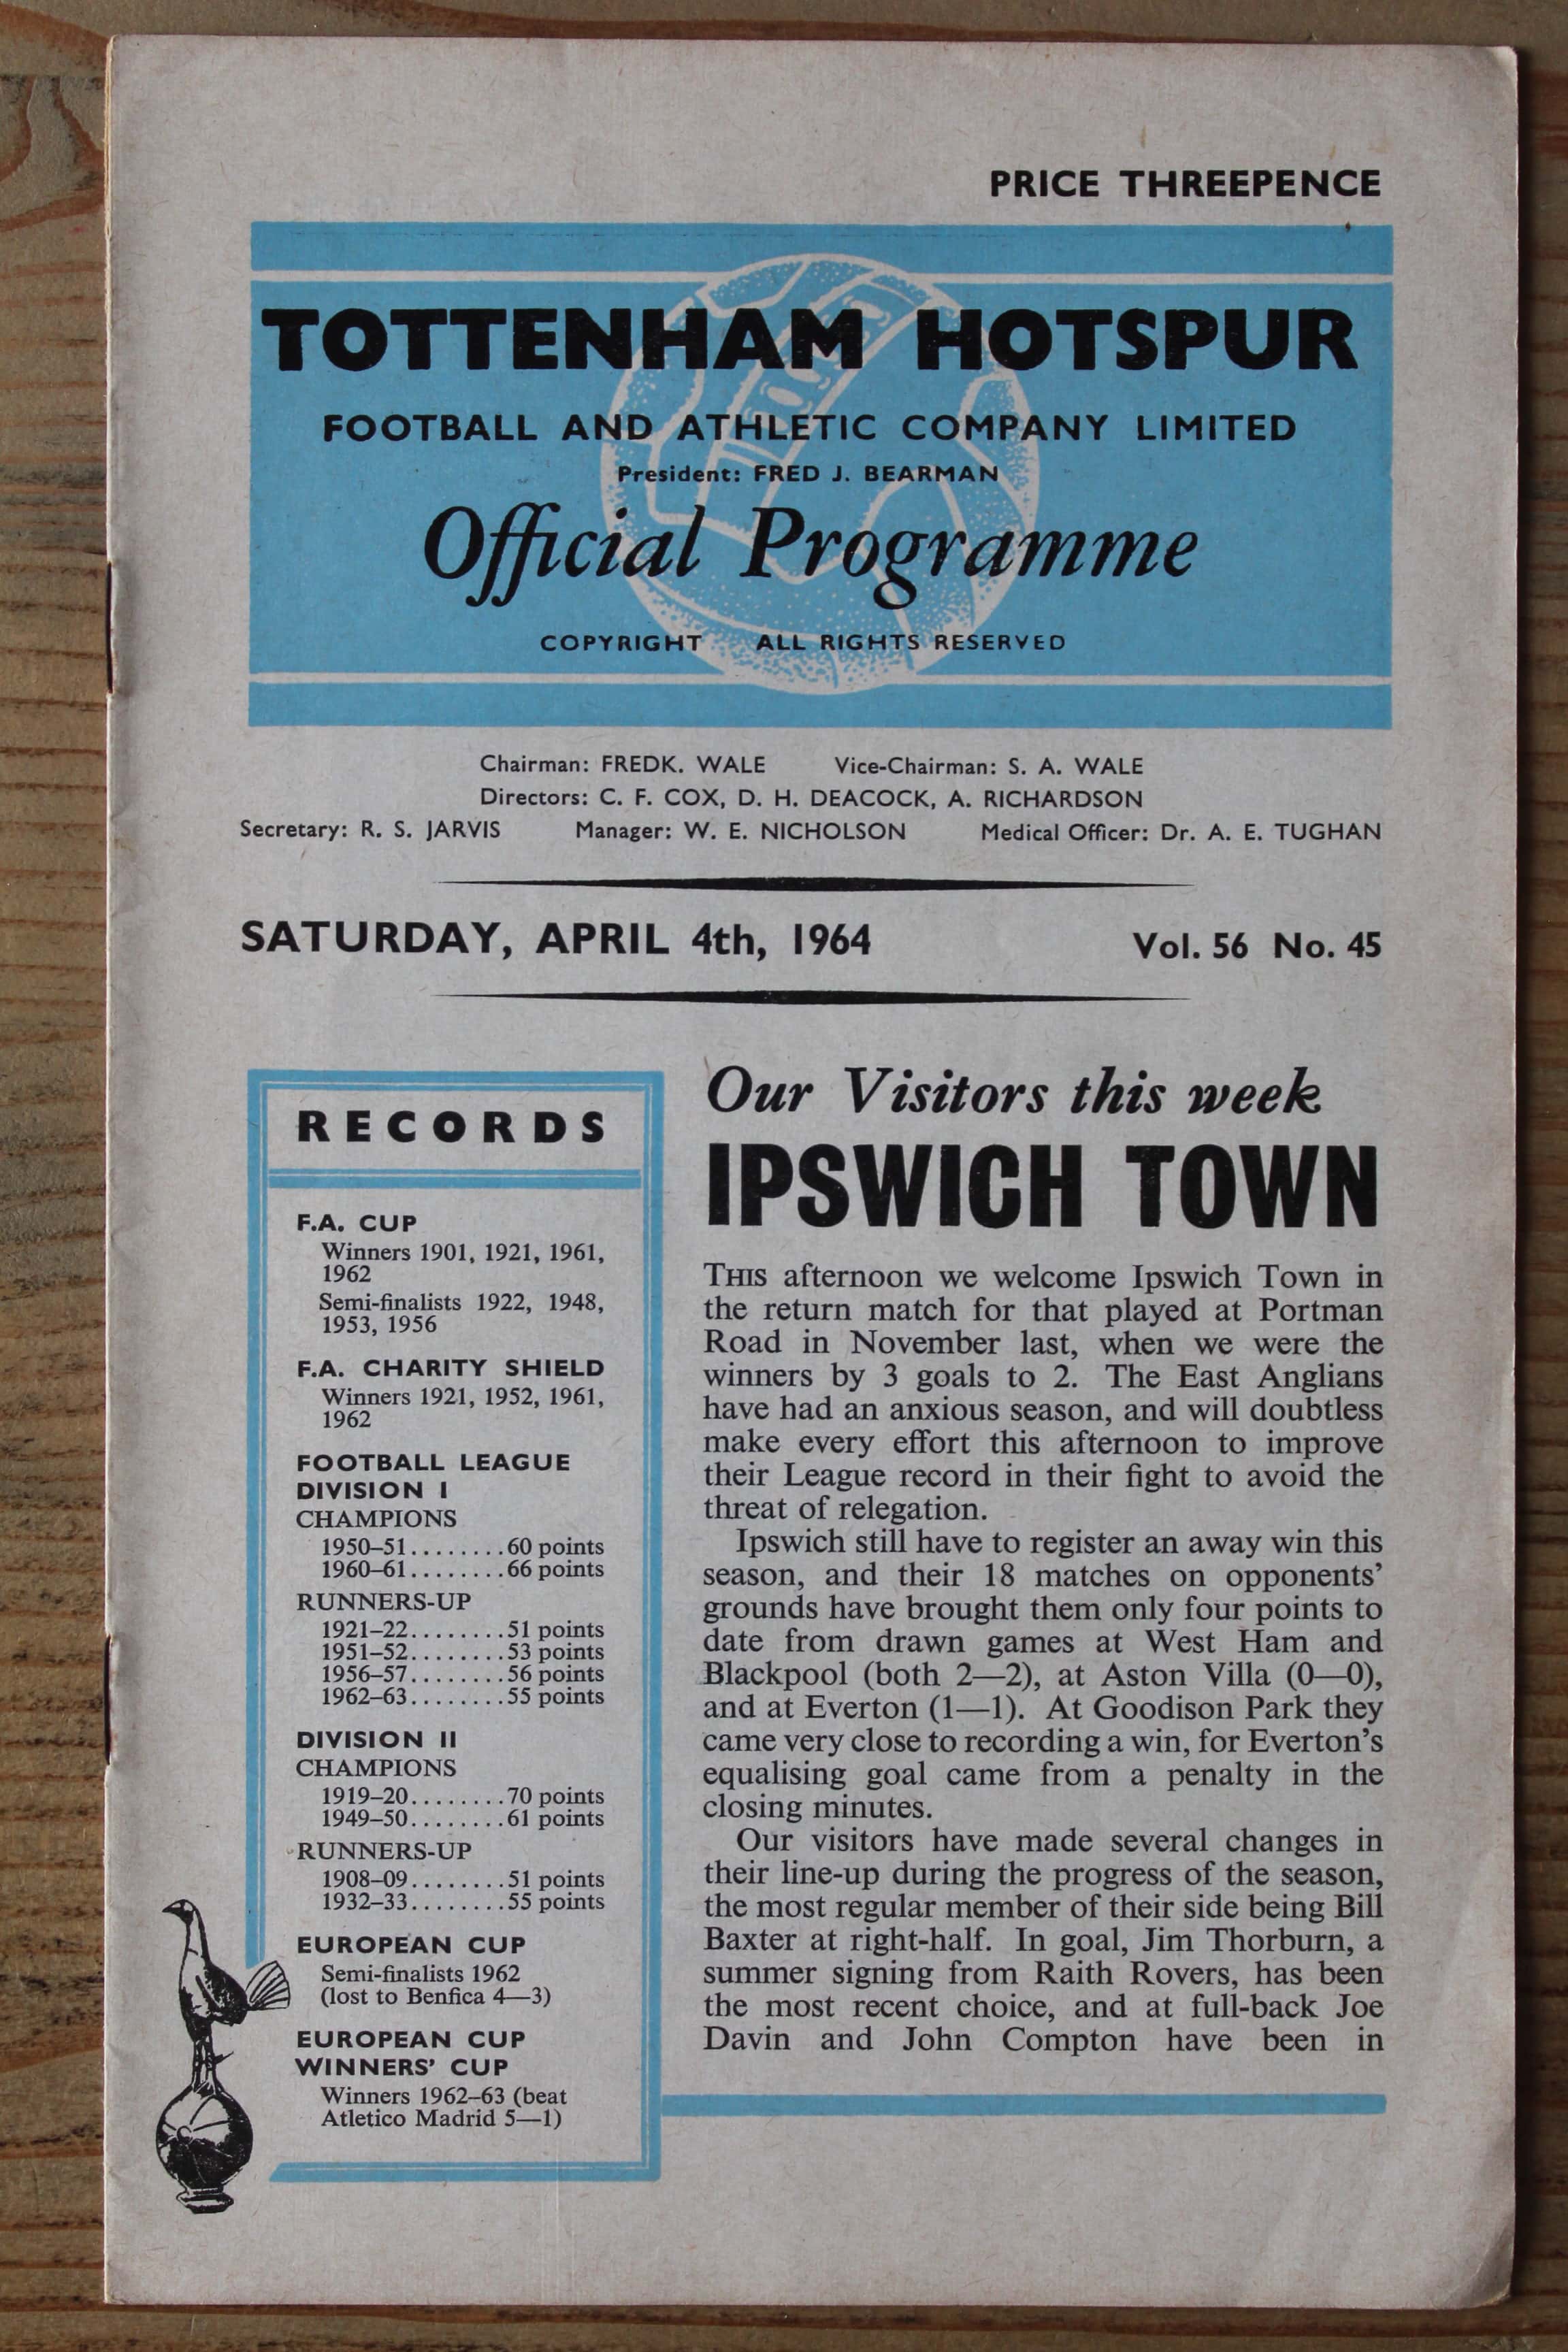 PRICE THREEPENCE
TOTTENHAM HOTSPUR
FOOTBALL AND ATHLETIC COMPANY LIMITED
President: FRED J. BEARMAN
Official Programme
COPYRIGHT ALL RIGHTS RESERVED
Chairman: FREDK. WALE Vice-Chairman: S. A. WALE
Directors: C. F. COX, D. H. DEACOCK, A. RICHARDSON
Secretary: R. S. JARVIS Manager: W. E. NICHOLSON Medical Officer: Dr. A. E. TUGHAN
SATURDAY, APRIL 4th, 1964 Vol. 56 No. 45
RECORDS
F.A. CUP
Winners 1901, 1921, 1961,
1962
Semi-finalists 1922, 1948,
1953, 1956
F.A. CHARITY SHIELD
Winners 1921, 1952, 1961,
1962
FOOTBALL LEAGUE
DIVISION I
CHAMPIONS
1950–51........60 points
1960–61........66 points
RUNNERS-UP
1921–22........51 points
1951–52........53 points
1956–57........56 points
1962–63........55 points
DIVISION II
CHAMPIONS
1919–20........70 points
1949–50........61 points
RUNNERS-UP
1908–09........51 points
1932–33........55 points
EUROPEAN CUP
Semi-finalists 1962
(lost to Benfica 4—3)
EUROPEAN CUP
WINNERS' CUP
Winners 1962–63 (beat
Atletico Madrid 5—1)
Our Visitors this week
IPSWICH TOWN
THIS afternoon we welcome Ipswich Town in
the return match for that played at Portman
Road in November last, when we were the
winners by 3 goals to 2. The East Anglians
have had an anxious season, and will doubtless
make every effort this afternoon to improve
their League record in their fight to avoid the
threat of relegation.
Ipswich still have to register an away win this
season, and their 18 matches on opponents'
grounds have brought them only four points to
date from drawn games at West Ham and
Blackpool (both 2—2), at Aston Villa (0—0),
and at Everton (1—1). At Goodison Park they
came very close to recording a win, for Everton's
equalising goal came from a penalty in the
closing minutes.
Our visitors have made several changes in
their line-up during the progress of the season,
the most regular member of their side being Bill
Baxter at right-half. In goal, Jim Thorburn, a
summer signing from Raith Rovers, has been
the most recent choice, and at full-back Joe
Davin and John Compton have been in